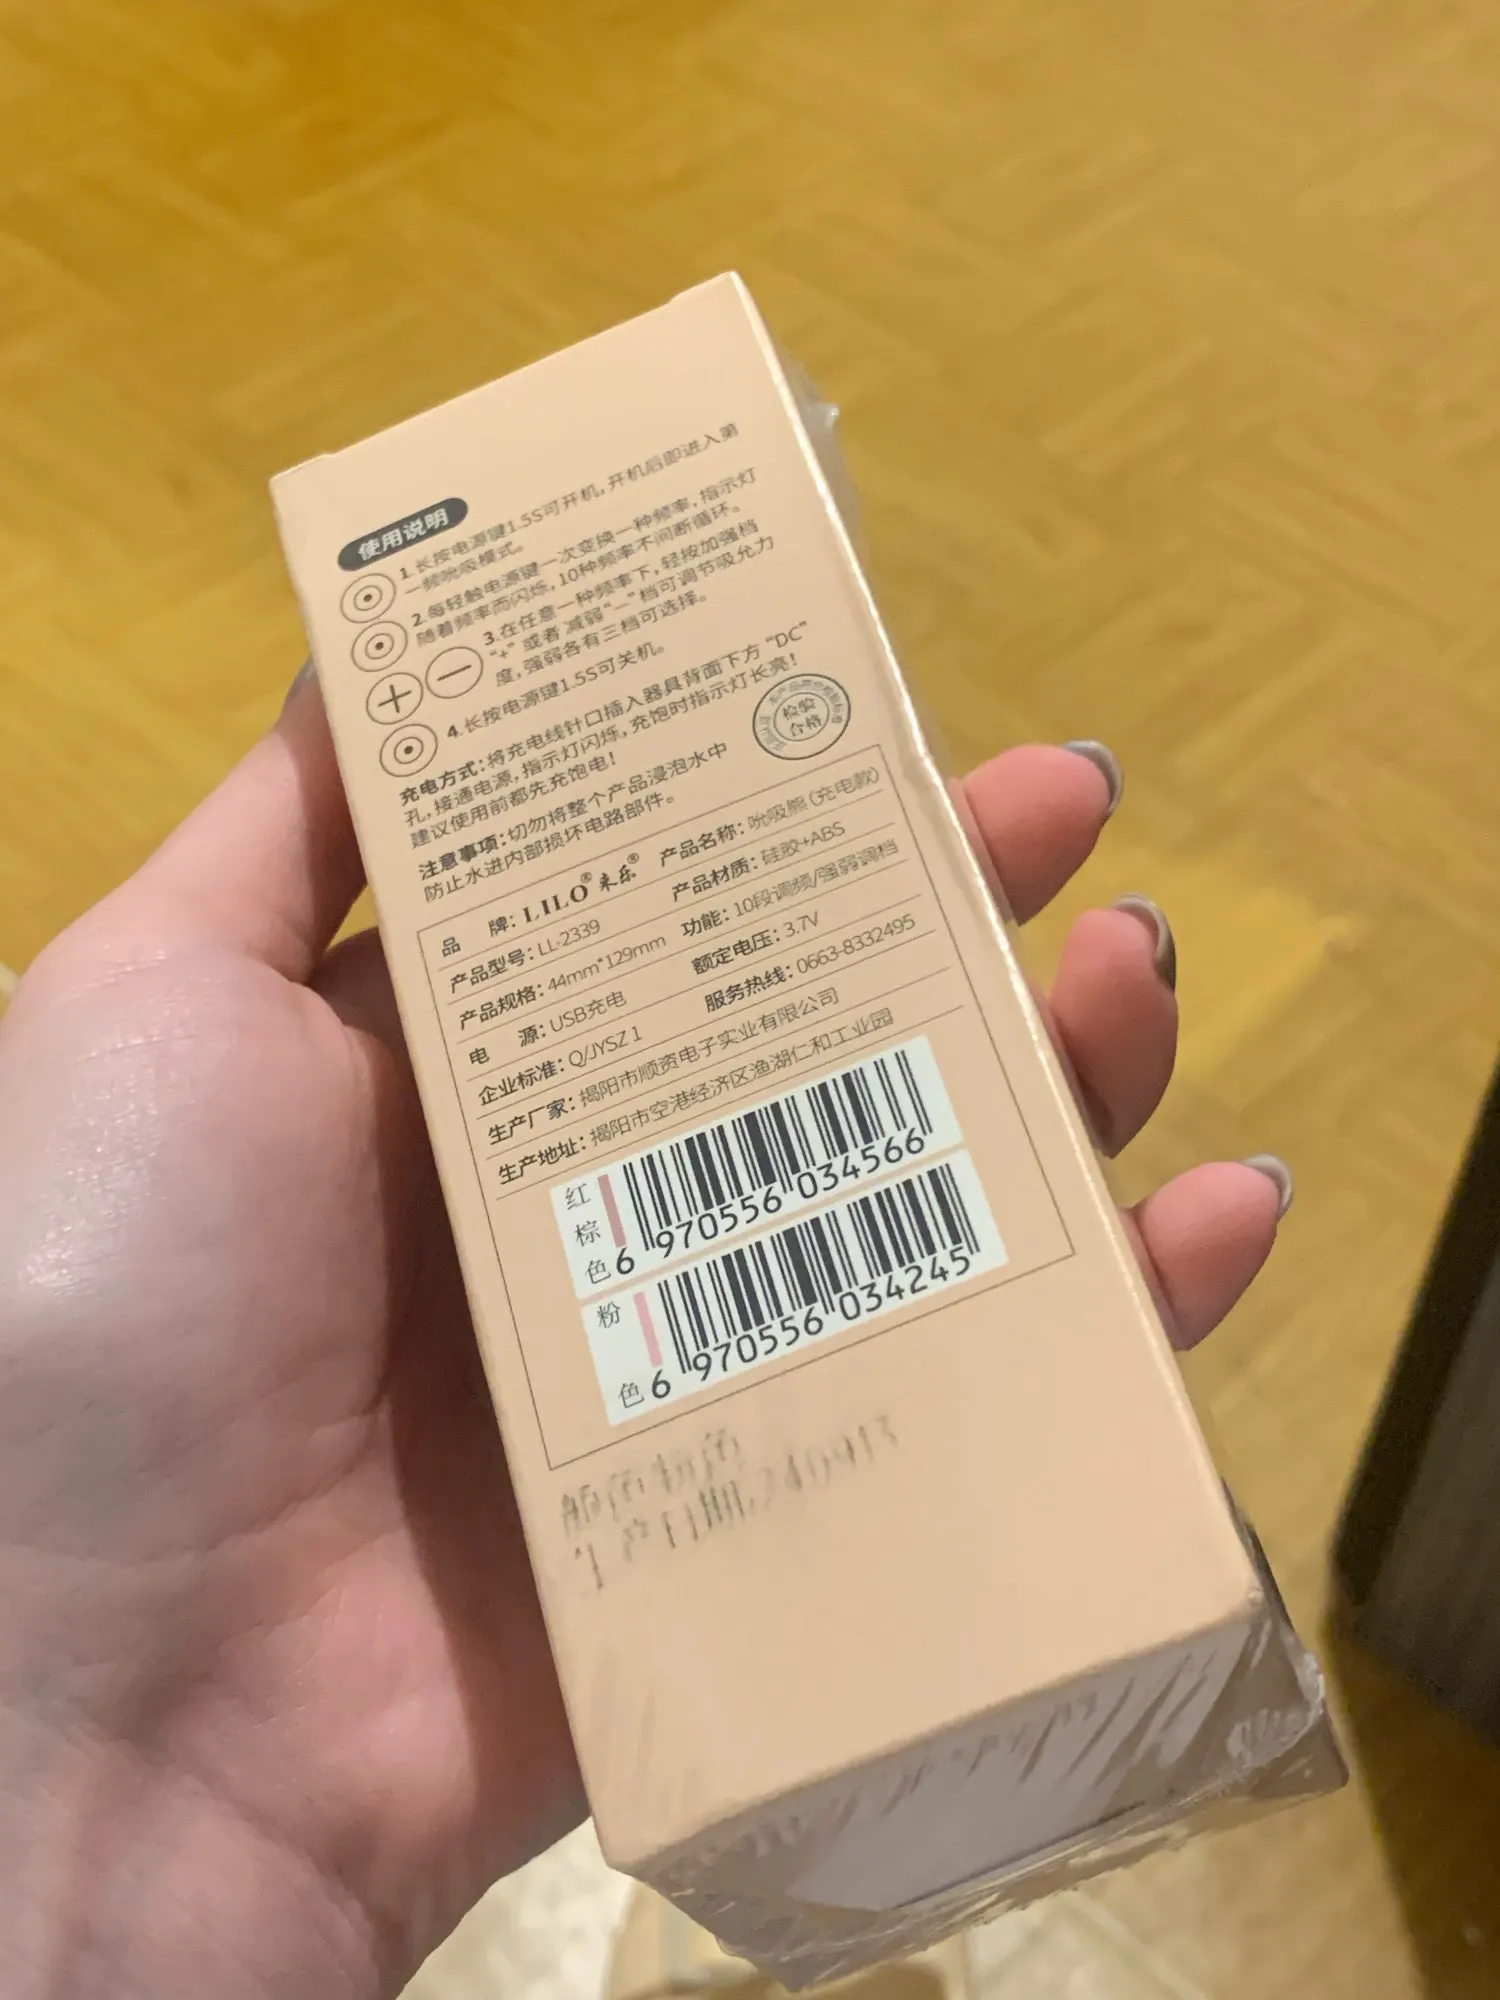 使用说明
1.长按电源键1.5S可开机，开机后即进入第
一频吮吸模式。
2.每轻触电源键一次变换一种频率，指示灯
随着频率而闪烁，10种频率不间断循环。
3.在任意一种频率下，轻按加强档
“+”或者 减弱“—”档可调节吸允力
度，强弱各有三档可选择。
4.长按电源键1.5S可关机。
充电方式：将充电线针口插入器具背面下方“DC”
孔，接通电源，指示灯闪烁，充饱时指示灯长亮！
建议使用前都先充饱电！
注意事项：切勿将整个产品浸泡水中
防止水进内部损坏电路部件。
检验
合格
品 牌：LILO® 来乐® 产品名称：吮吸熊（充电款）
产品型号：LL-2339 产品材质：硅胶+ABS
产品规格：44mm*129mm 功能：10段调频/强弱调档
电 源：USB充电 额定电压：3.7V
企业标准：Q/JYSZ 1 服务热线：0663-8332495
生产厂家：揭阳市顺资电子实业有限公司
生产地址：揭阳市空港经济区渔湖仁和工业园
红棕色 6 970556 034566
粉色 6 970556 034245
颜色 粉色
生产日期 240913